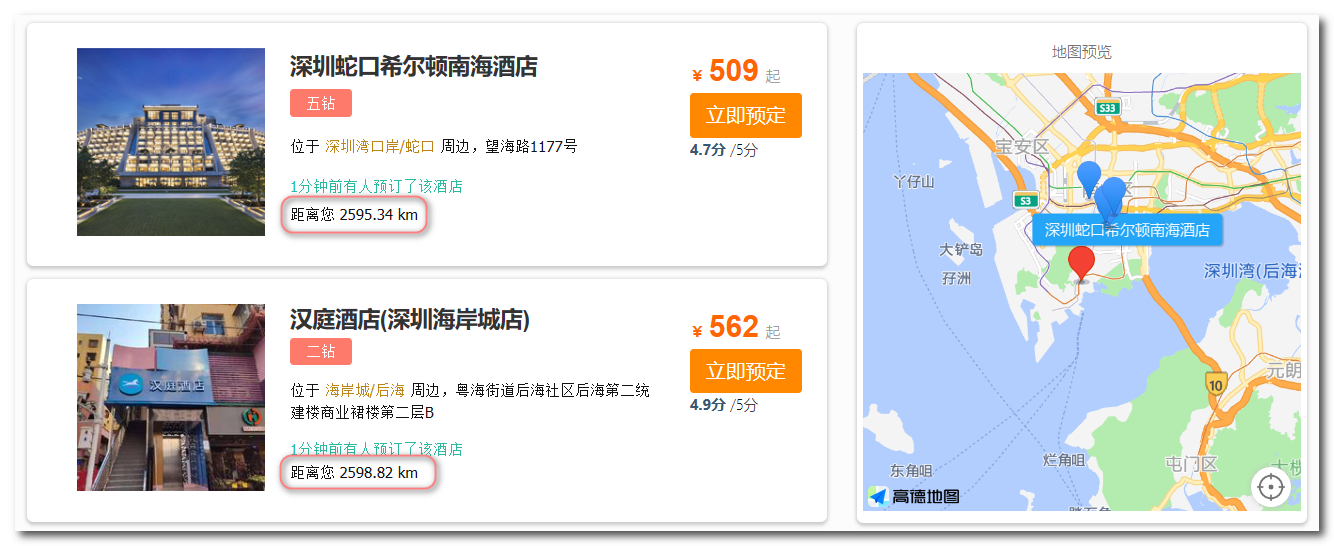 深圳蛇口希尔顿南海酒店
五钻
位于 深圳湾口岸/蛇口 周边，望海路1177号
1分钟前有人预订了该酒店
距离您 2595.34 km
¥ 509 起
立即预定
4.7分 /5分
汉庭酒店
汉庭酒店(深圳海岸城店)
二钻
位于 海岸城/后海 周边，粤海街道后海社区后海第二统
建楼商业裙楼第二层B
1分钟前有人预订了该酒店
距离您 2598.82 km
¥ 562 起
立即预定
4.9分 /5分
地图预览
S33
宝安区
丫仔山
S3
深圳蛇口希尔顿南海酒店
大铲岛
孖洲
深圳湾(后海
10
元朗
烂角咀
屯门区
东角咀
高德地图